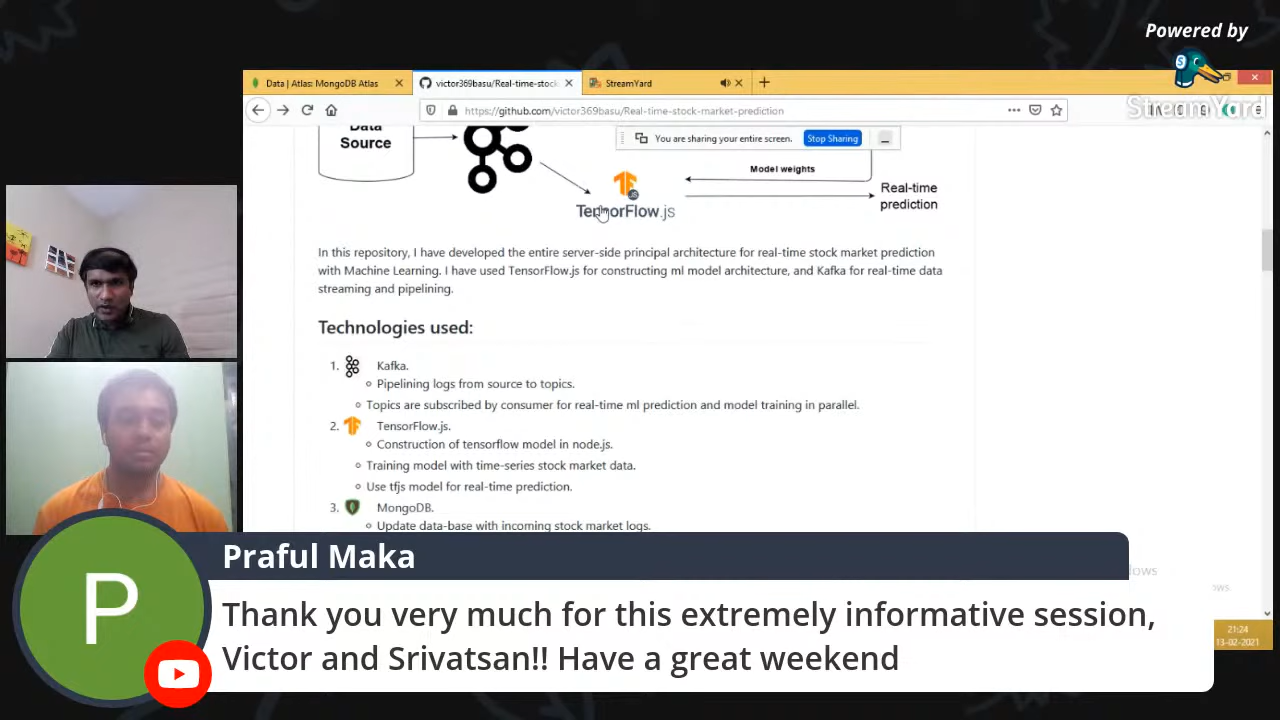 Powered by
S
StreamYard
Data | Atlas: MongoDB Atlas
victor369basu/Real-time-stock
StreamYard
https://github.com/victor369basu/Real-time-stock-market-prediction
You are sharing your entire screen.
Stop Sharing
Data
Source
Model weights
TensorFlow.js
JS
Real-time
prediction
In this repository, I have developed the entire server-side principal architecture for real-time stock market prediction
with Machine Learning. I have used TensorFlow.js for constructing ml model architecture, and Kafka for real-time data
streaming and pipelining.
Technologies used:
1. Kafka.
Pipelining logs from source to topics.
Topics are subscribed by consumer for real-time ml prediction and model training in parallel.
2. TensorFlow.js.
Construction of tensorflow model in node.js.
Training model with time-series stock market data.
Use tfjs model for real-time prediction.
3. MongoDB.
Update data-base with incoming stock market logs.
21:24
13-02-2021
P
Praful Maka
Thank you very much for this extremely informative session,
Victor and Srivatsan!! Have a great weekend